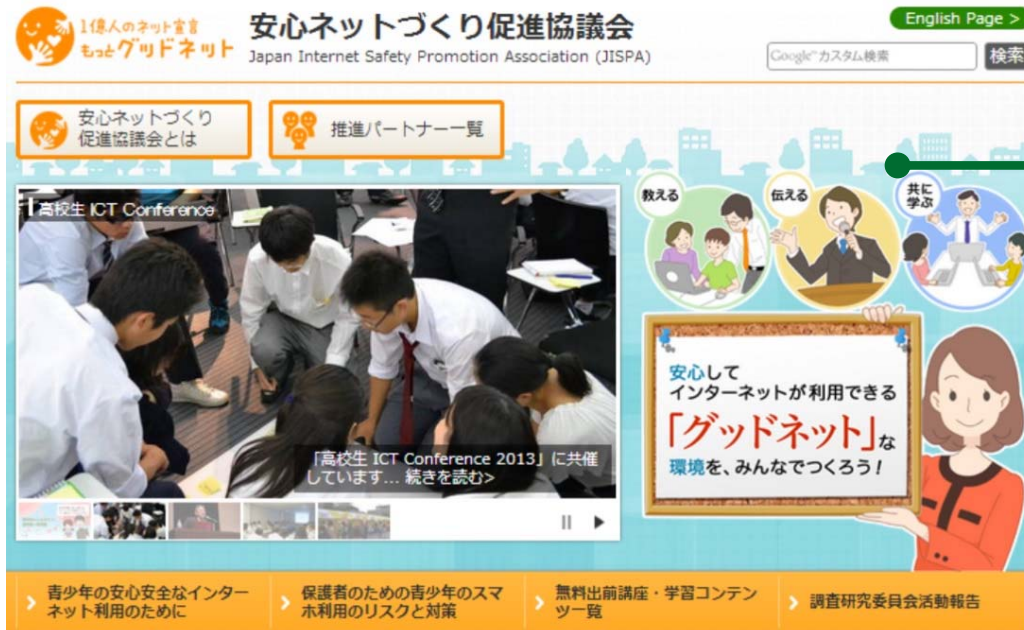 1億人のネット宣言
もっとグッドネット
安心ネットづくり促進協議会
Japan Internet Safety Promotion Association (JISPA)
English Page >
Google™カスタム検索
検索
安心ネットづくり
促進協議会とは
推進パートナー一覧
高校生 ICT Conference
「高校生 ICT Conference 2013」に共催
しています... 続きを読む>
教える
伝える
共に
学ぶ
安心して
インターネットが利用できる
「グッドネット」な
環境を、みんなでつくろう!
青少年の安心安全なインター
ネット利用のために
保護者のための青少年のスマ
ホ利用のリスクと対策
無料出前講座・学習コンテン
ツ一覧
調査研究委員会活動報告